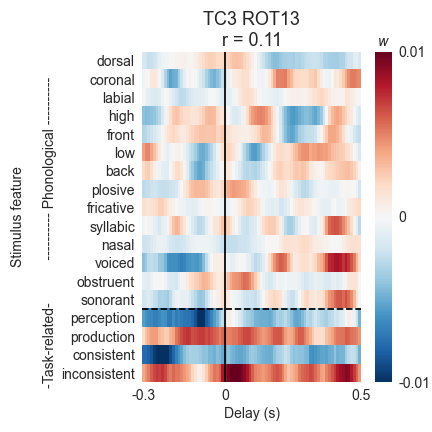 TC3 ROT13
r = 0.11
w
dorsal
coronal
labial
high
front
low
back
plosive
fricative
syllabic
nasal
voiced
obstruent
sonorant
perception
production
consistent
inconsistent
Stimulus feature
-Task-related- ----------- Phonological -----------
0.01
0
-0.01
-0.3 0 0.5
Delay (s)